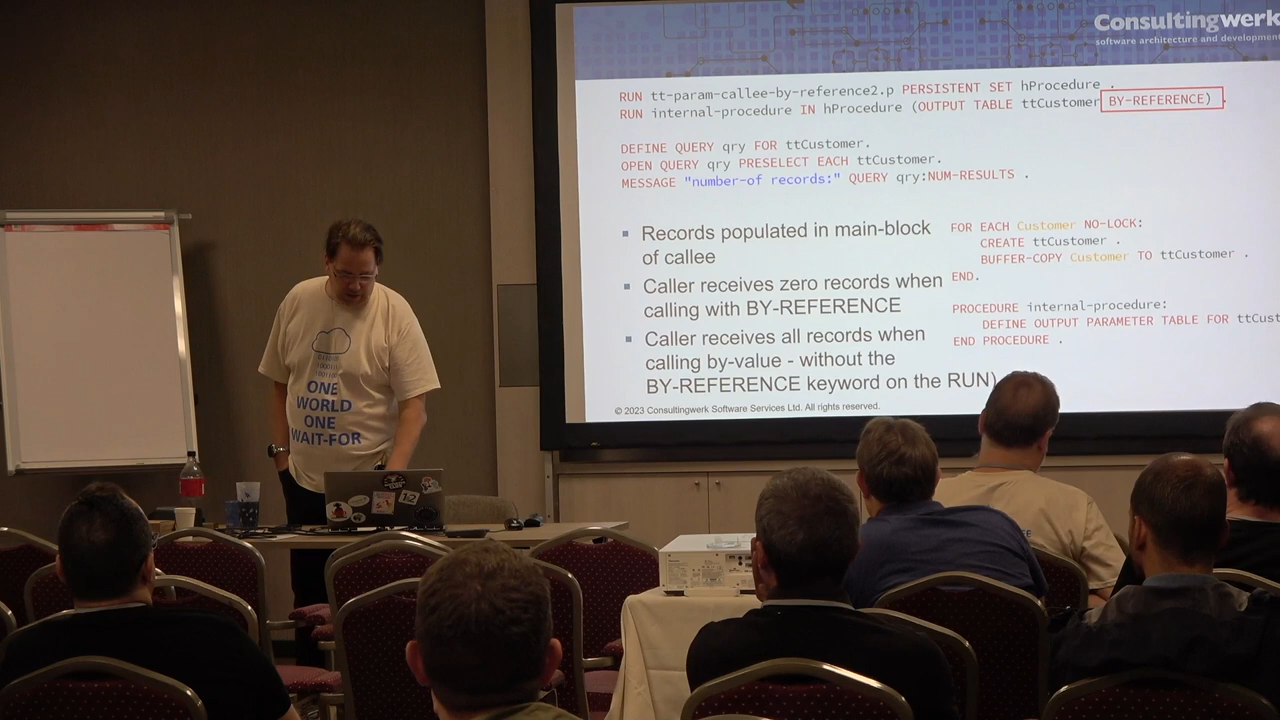 Consultingwerk
software architecture and development
RUN tt-param-callee-by-reference2.p PERSISTENT SET hProcedure .
RUN internal-procedure IN hProcedure (OUTPUT TABLE ttCustomer BY-REFERENCE) .
DEFINE QUERY qry FOR ttCustomer.
OPEN QUERY qry PRESELECT EACH ttCustomer.
MESSAGE "number-of records:" QUERY qry:NUM-RESULTS .
▪ Records populated in main-block
of callee
▪ Caller receives zero records when
calling with BY-REFERENCE
▪ Caller receives all records when
calling by-value - without the
BY-REFERENCE keyword on the RUN)
FOR EACH Customer NO-LOCK:
CREATE ttCustomer .
BUFFER-COPY Customer TO ttCustomer .
END.
PROCEDURE internal-procedure:
DEFINE OUTPUT PARAMETER TABLE FOR ttCust
END PROCEDURE .
© 2023 Consultingwerk Software Services Ltd. All rights reserved.
ONE
WORLD
ONE
WAIT-FOR
12